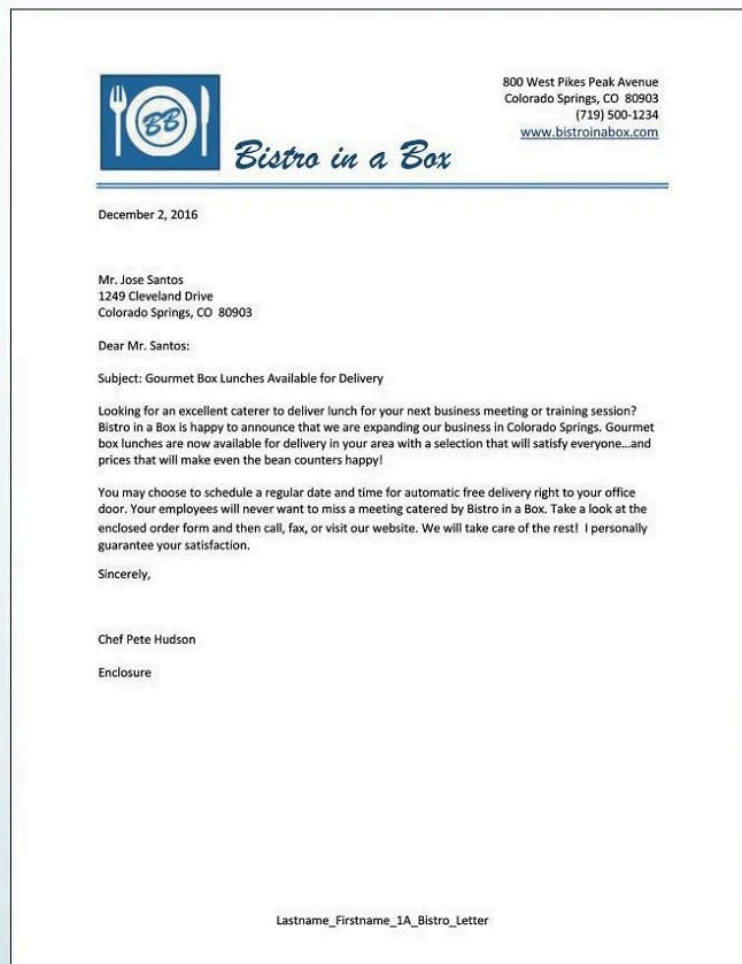 BB
Bistro in a Box
800 West Pikes Peak Avenue
Colorado Springs, CO  80903
(719) 500-1234
www.bistroinabox.com
December 2, 2016
Mr. Jose Santos
1249 Cleveland Drive
Colorado Springs, CO  80903
Dear Mr. Santos:
Subject: Gourmet Box Lunches Available for Delivery
Looking for an excellent caterer to deliver lunch for your next business meeting or training session?
Bistro in a Box is happy to announce that we are expanding our business in Colorado Springs. Gourmet
box lunches are now available for delivery in your area with a selection that will satisfy everyone...and
prices that will make even the bean counters happy!
You may choose to schedule a regular date and time for automatic free delivery right to your office
door. Your employees will never want to miss a meeting catered by Bistro in a Box. Take a look at the
enclosed order form and then call, fax, or visit our website. We will take care of the rest!  I personally
guarantee your satisfaction.
Sincerely,
Chef Pete Hudson
Enclosure
Lastname_Firstname_1A_Bistro_Letter